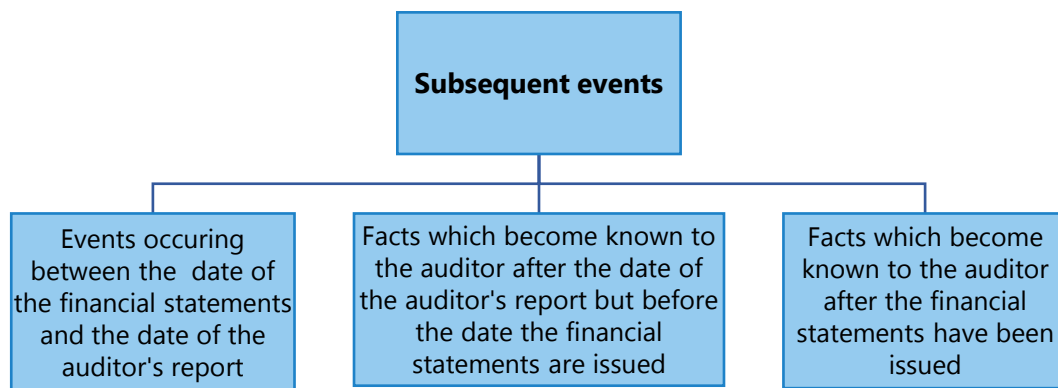 Subsequent events
Events occuring
between the date of
the financial statements
and the date of the
auditor's report
Facts which become known to
the auditor after the date of
the auditor's report but before
the date the financial
statements are issued
Facts which become
known to the auditor
after the financial
statements have been
issued